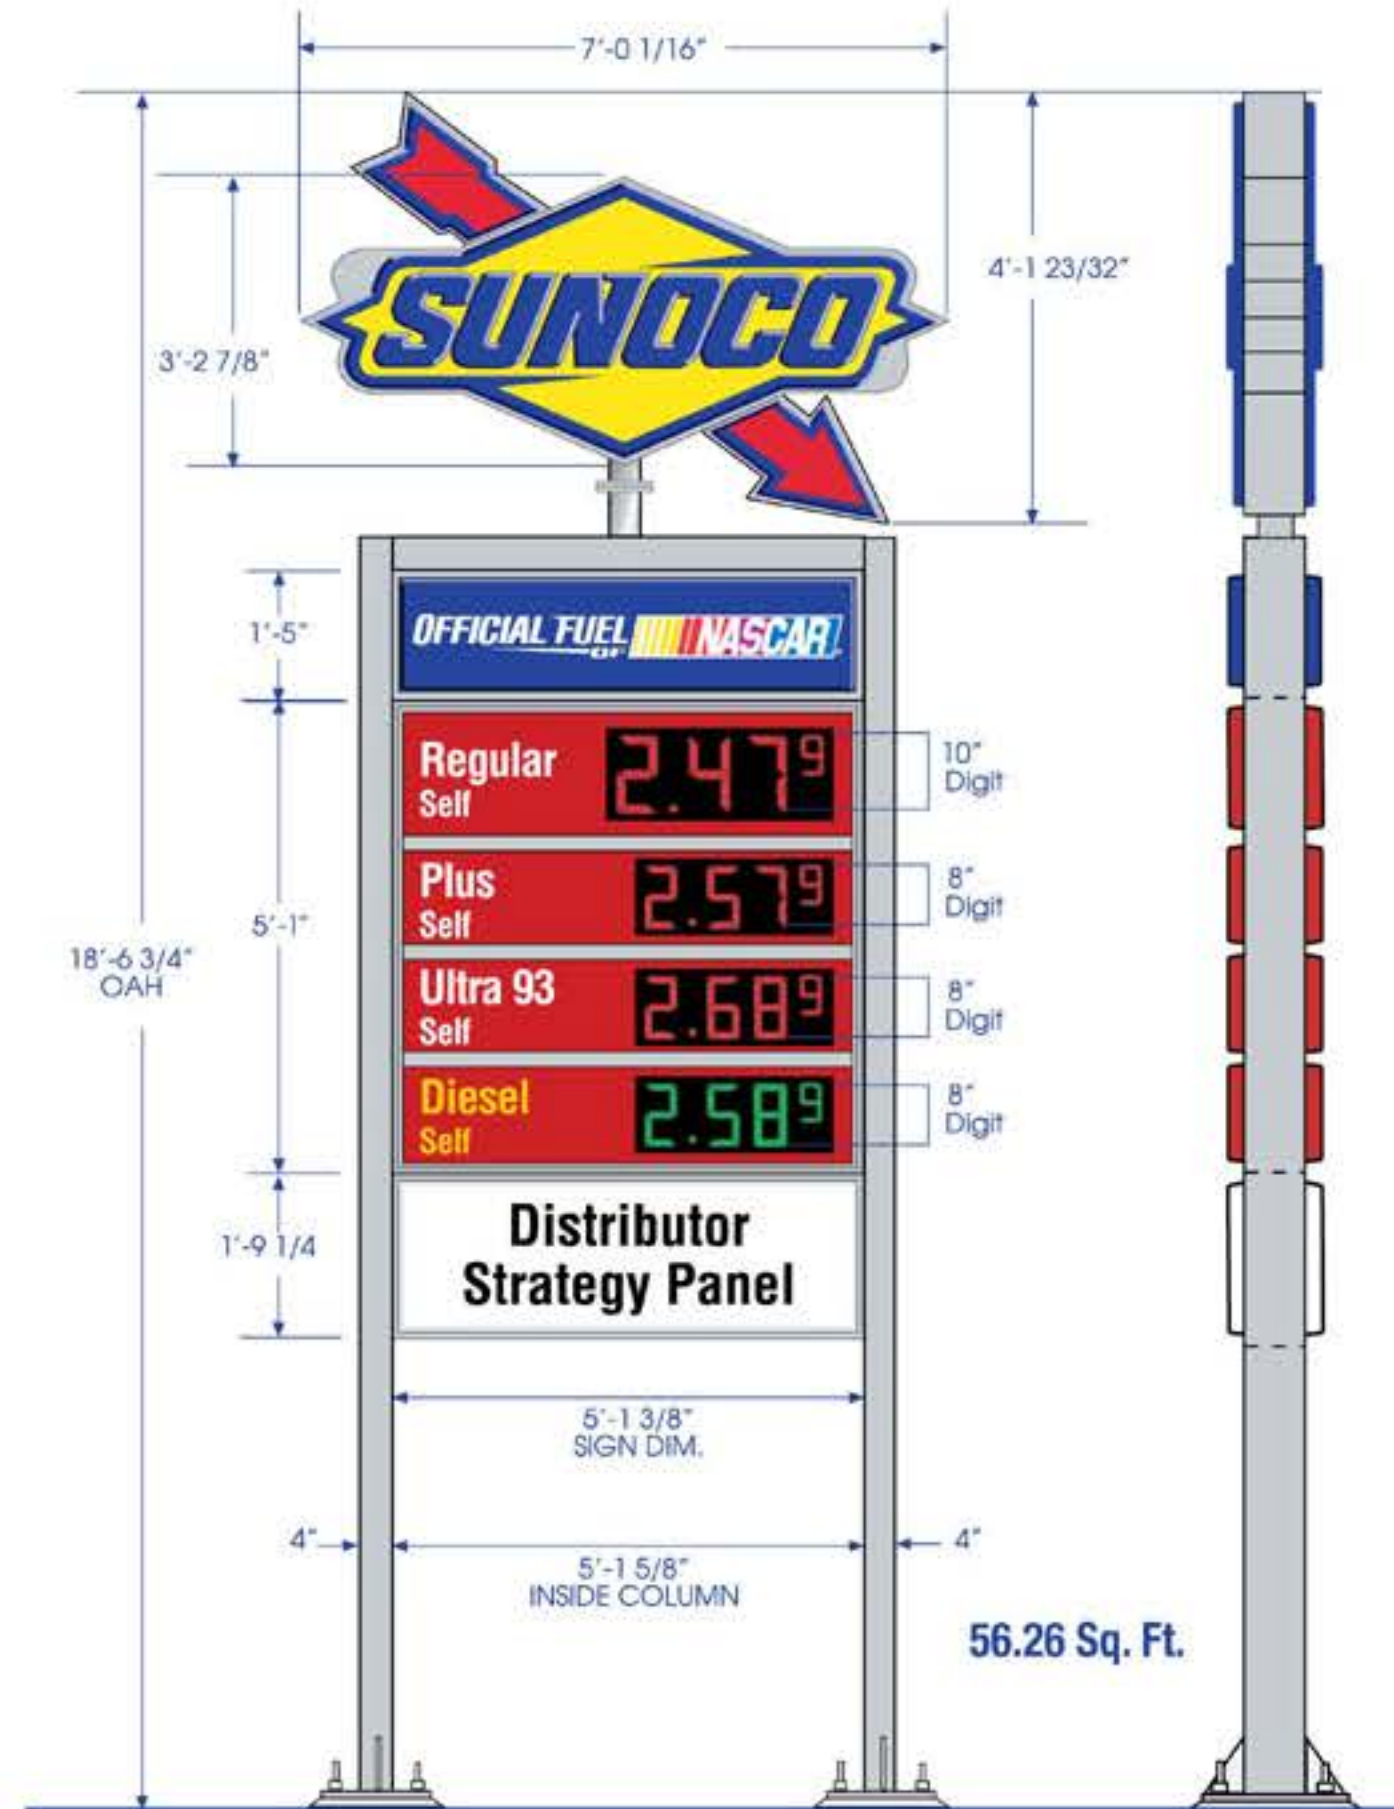 7'-0 1/16"
4'-1 23/32"
3'-2 7/8"
SUNOCO
1'-5"
OFFICIAL FUEL OF NASCAR
Regular 2.47 9
Self
10"
Digit
Plus 2.57 9
Self
8"
Digit
5'-1"
18'-6 3/4"
OAH
Ultra 93 2.68 9
Self
8"
Digit
Diesel 2.58 9
Self
8"
Digit
1'-9 1/4
Distributor
Strategy Panel
5'-1 3/8"
SIGN DIM.
4" 4"
5'-1 5/8"
INSIDE COLUMN
56.26 Sq. Ft.